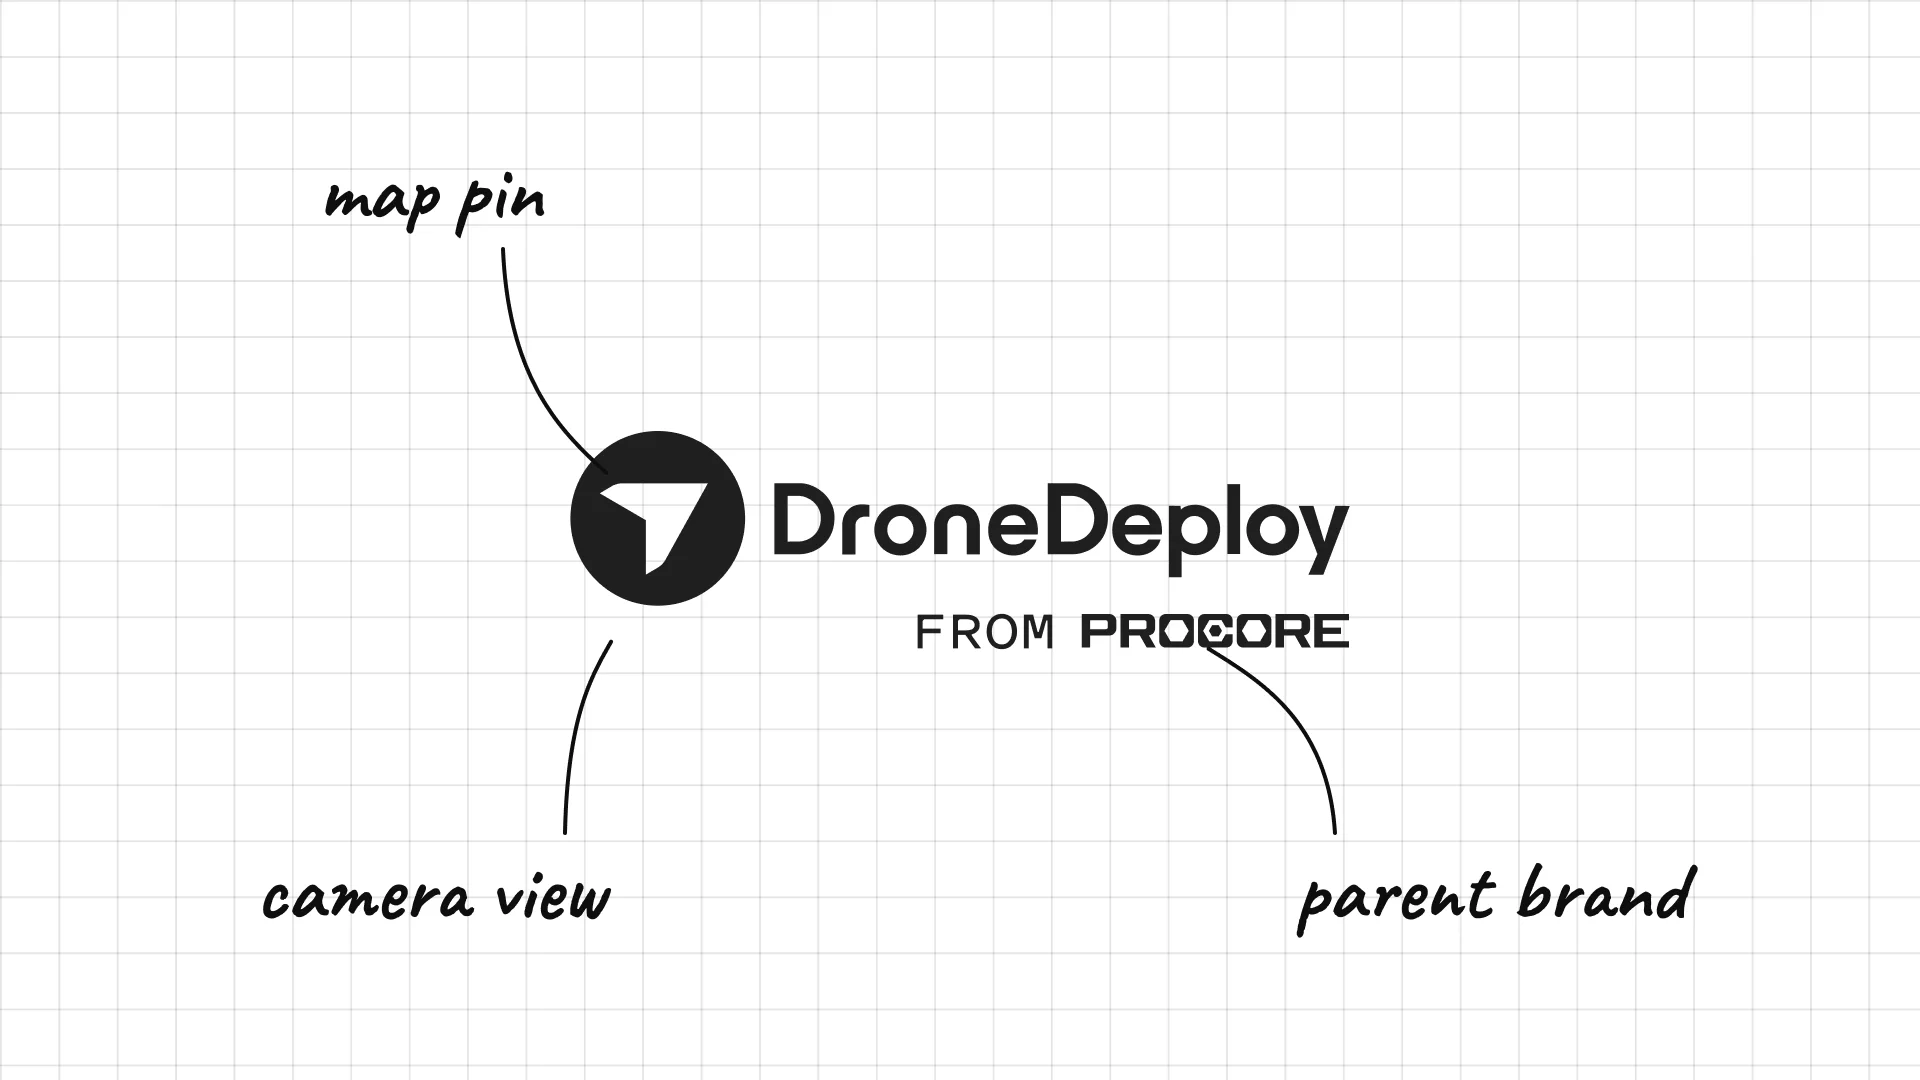 map pin
DroneDeploy
FROM PROCORE
camera view
parent brand